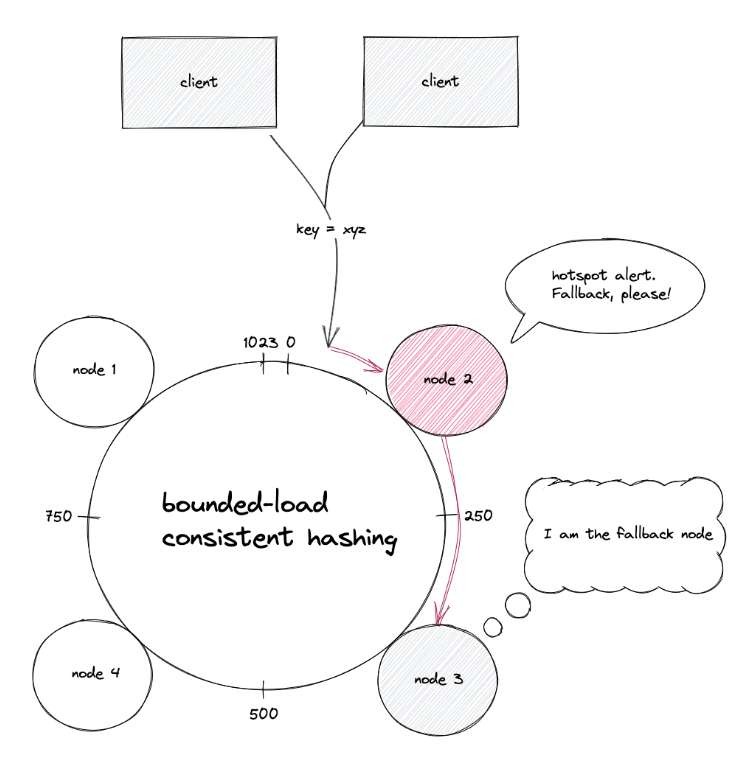 client
client
key = xyz
hotspot alert.
Fallback, please!
1023 0
node 1
node 2
bounded-load
consistent hashing
750
250
I am the fallback node
node 4
node 3
500